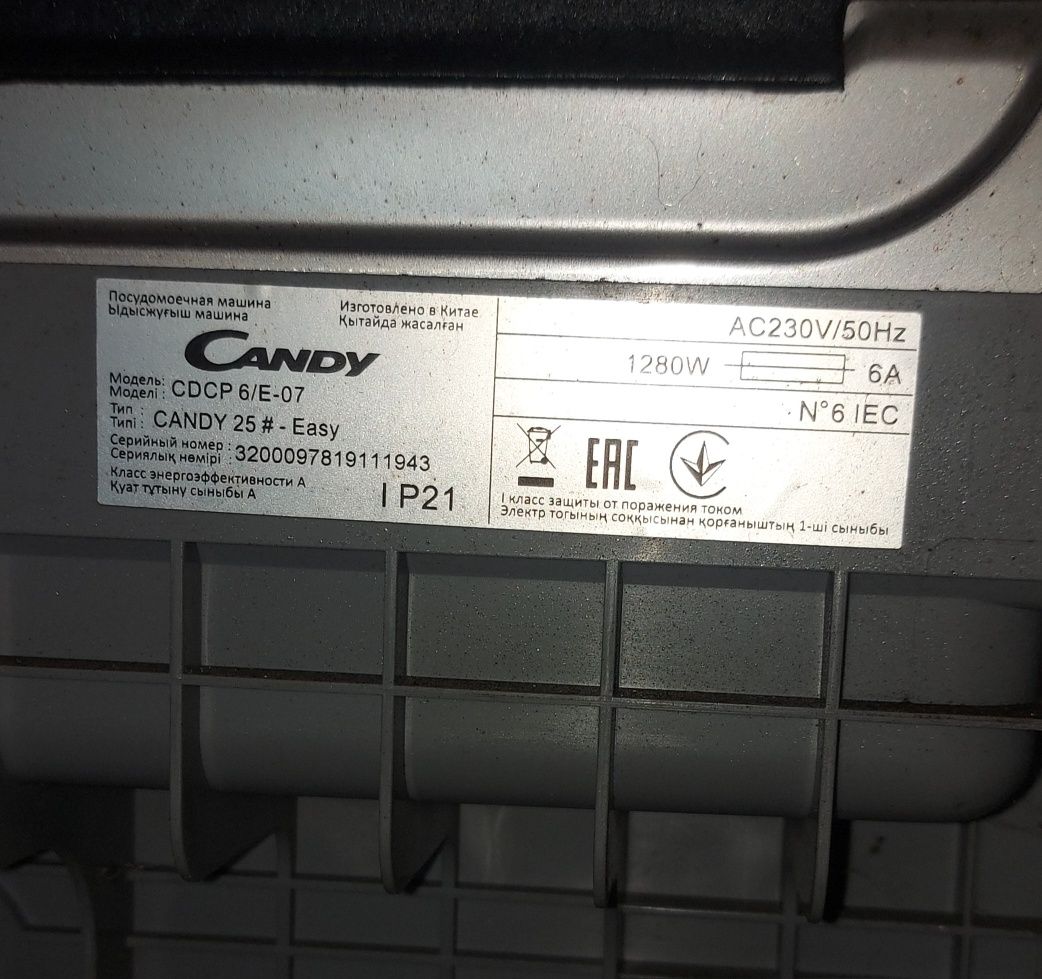 Посудомоечная машина
Ыдысжуғыш машина
Изготовлено в Китае
Қытайда жасалған
CANDY
Модель:
Моделі : CDCP 6/E-07
Тип :
Типі : CANDY 25 # - Easy
Серийный номер :
Сериялық нөмірі : 3200097819111943
Класс энергоэффективности А
Қуат тұтыну сыныбы А
I P21
AC230V/50Hz
1280W 6A
N°6 IEC
EAC
I класс защиты от поражения током
Электр тогының соққысынан қорғаныштың 1-ші сыныбы